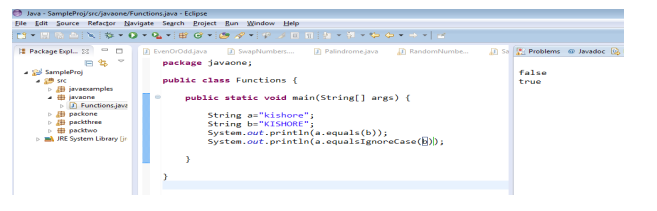 Java - SampleProj/src/javaone/Functions.java - Eclipse
File Edit Source Refactor Navigate Search Project Run Window Help
Package Expl...
EvenOrOdd.java
SwapNumbers....
Palindrome.java
RandomNumbe...
Problems @ Javadoc
SampleProj
src
javaexamples
javaone
Functions.java
packone
packthree
packtwo
JRE System Library [jr
package javaone;
public class Functions {
public static void main(String[] args) {
String a="kishore";
String b="KISHORE";
System.out.println(a.equals(b));
System.out.println(a.equalsIgnoreCase(b));
}
}
false
true